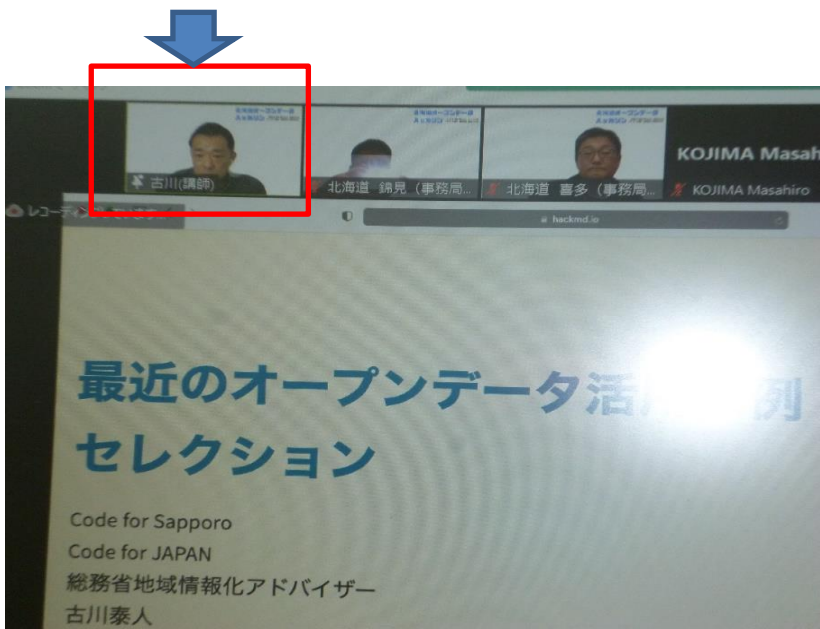 古川(講師)
北海道 錦見(事務局...
北海道 喜多(事務局...
KOJIMA Masah
KOJIMA Masahiro
レコーディング
hackmd.io
最近のオープンデータ活 例
セレクション
Code for Sapporo
Code for JAPAN
総務省地域情報化アドバイザー
古川泰人